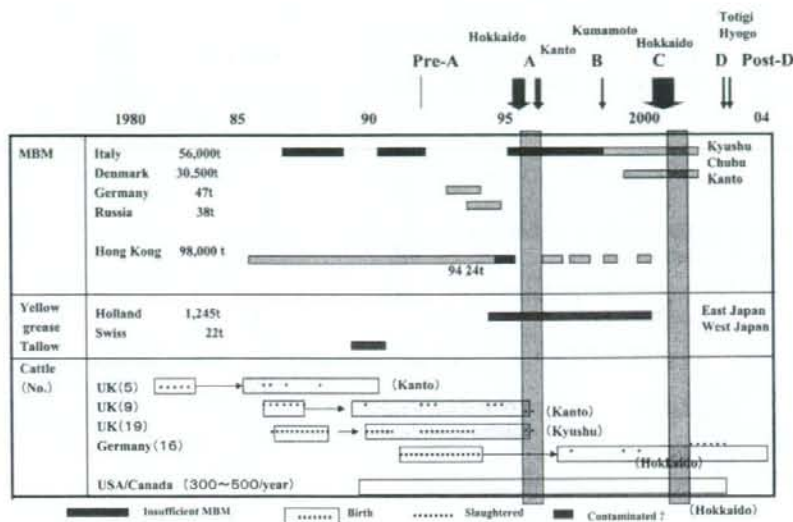 Totigi
Hyogo
Kumamoto
Hokkaido Kanto Hokkaido
Pre-A A B C D Post-D
1980 85 90 95 2000 04
MBM Italy 56,000t Kyushu
Denmark 30,500t Chubu
Germany 47t Kanto
Russia 38t
Hong Kong 98,000 t
94 24t
Yellow grease Tallow
Holland 1,245t East Japan
Swiss 22t West Japan
Cattle
(No.)
UK(5) (Kanto)
UK(9) (Kanto)
UK(19) (Kyushu)
Germany(16) (Hokkaido)
USA/Canada (300～500/year)
(Hokkaido)
Insufficient MBM Birth Slaughtered Contaminated ?